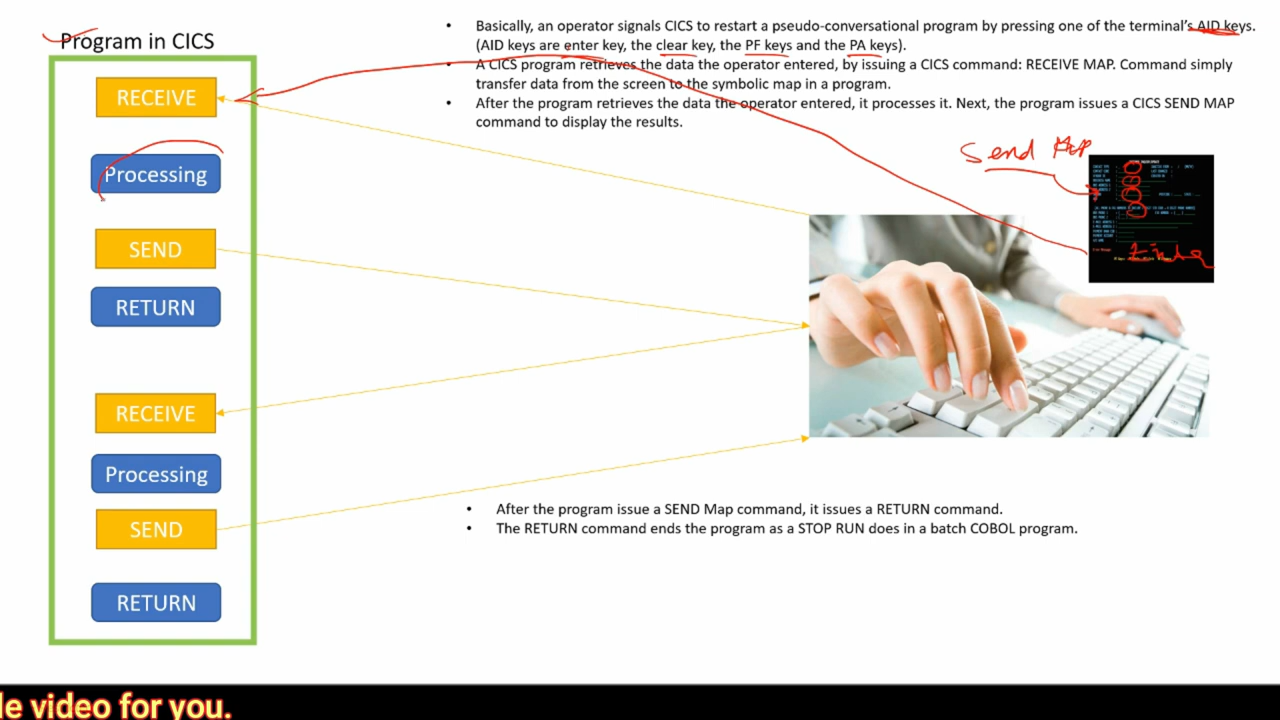 Program in CICS
RECEIVE
Processing
SEND
RETURN
RECEIVE
Processing
SEND
RETURN
• Basically, an operator signals CICS to restart a pseudo-conversational program by pressing one of the terminal's AID keys.
(AID keys are enter key, the clear key, the PF keys and the PA keys).
• A CICS program retrieves the data the operator entered, by issuing a CICS command: RECEIVE MAP. Command simply
transfer data from the screen to the symbolic map in a program.
• After the program retrieves the data the operator entered, it processes it. Next, the program issues a CICS SEND MAP
command to display the results.
Send Map
• After the program issue a SEND Map command, it issues a RETURN command.
• The RETURN command ends the program as a STOP RUN does in a batch COBOL program.
le video for you.